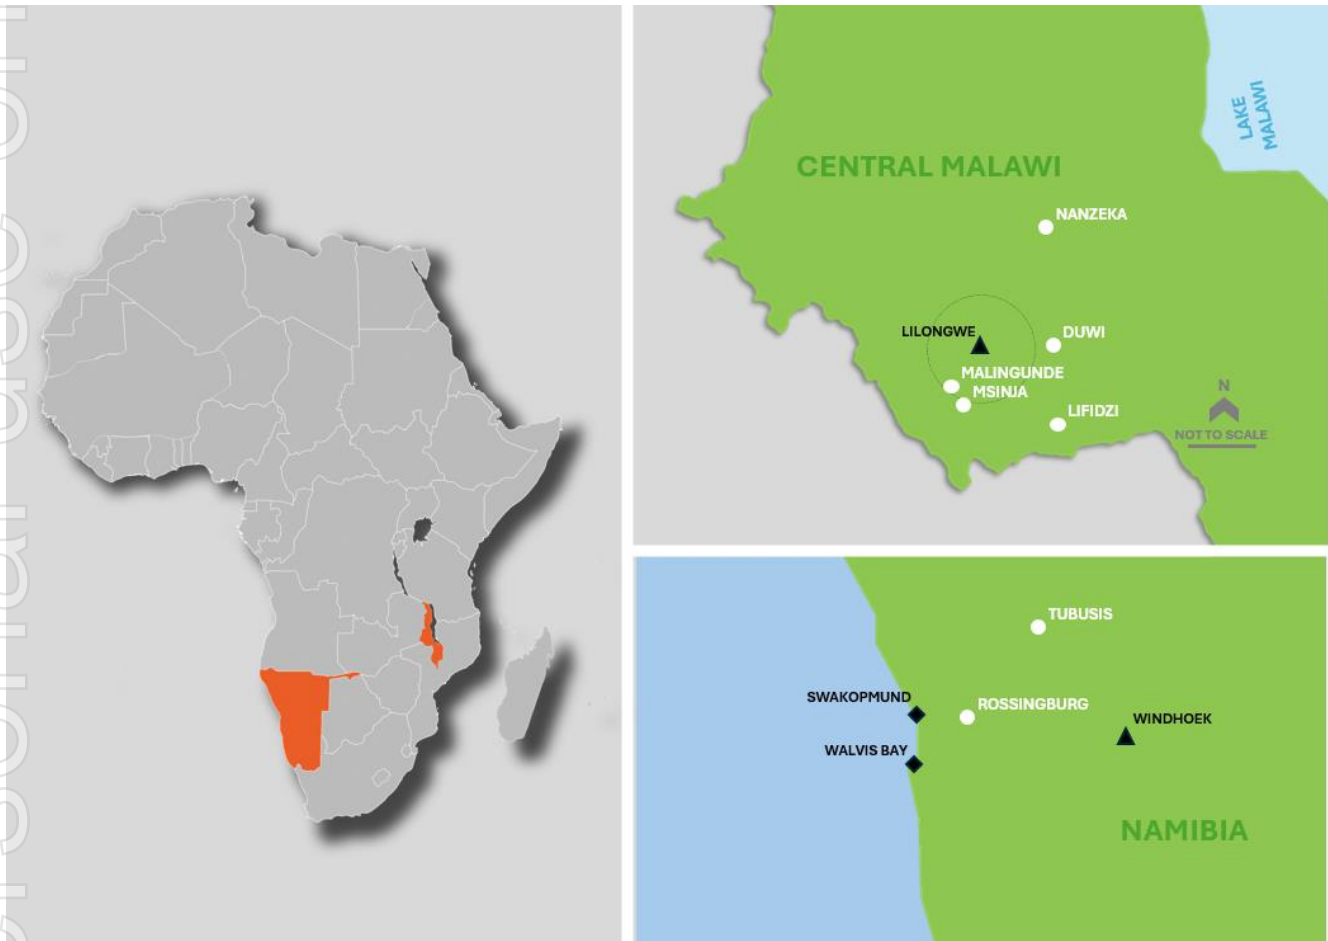 CENTRAL MALAWI
LAKE
MALAWI
NANZEKA
LILONGWE
DUWI
MALINGUNDE
MSINJA
LIFIDZI
N
NOT TO SCALE
TUBUSIS
SWAKOPMUND
ROSSINGBURG
WINDHOEK
WALVIS BAY
NAMIBIA